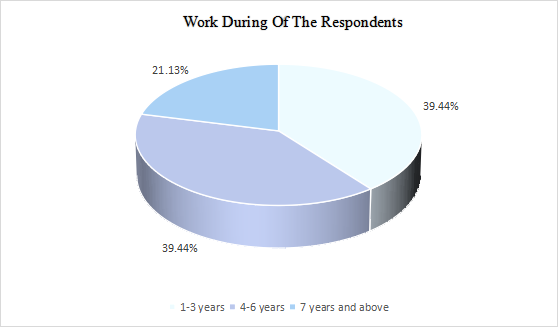 Work During Of The Respondents
21.13%
39.44%
39.44%
1-3 years 4-6 years 7 years and above